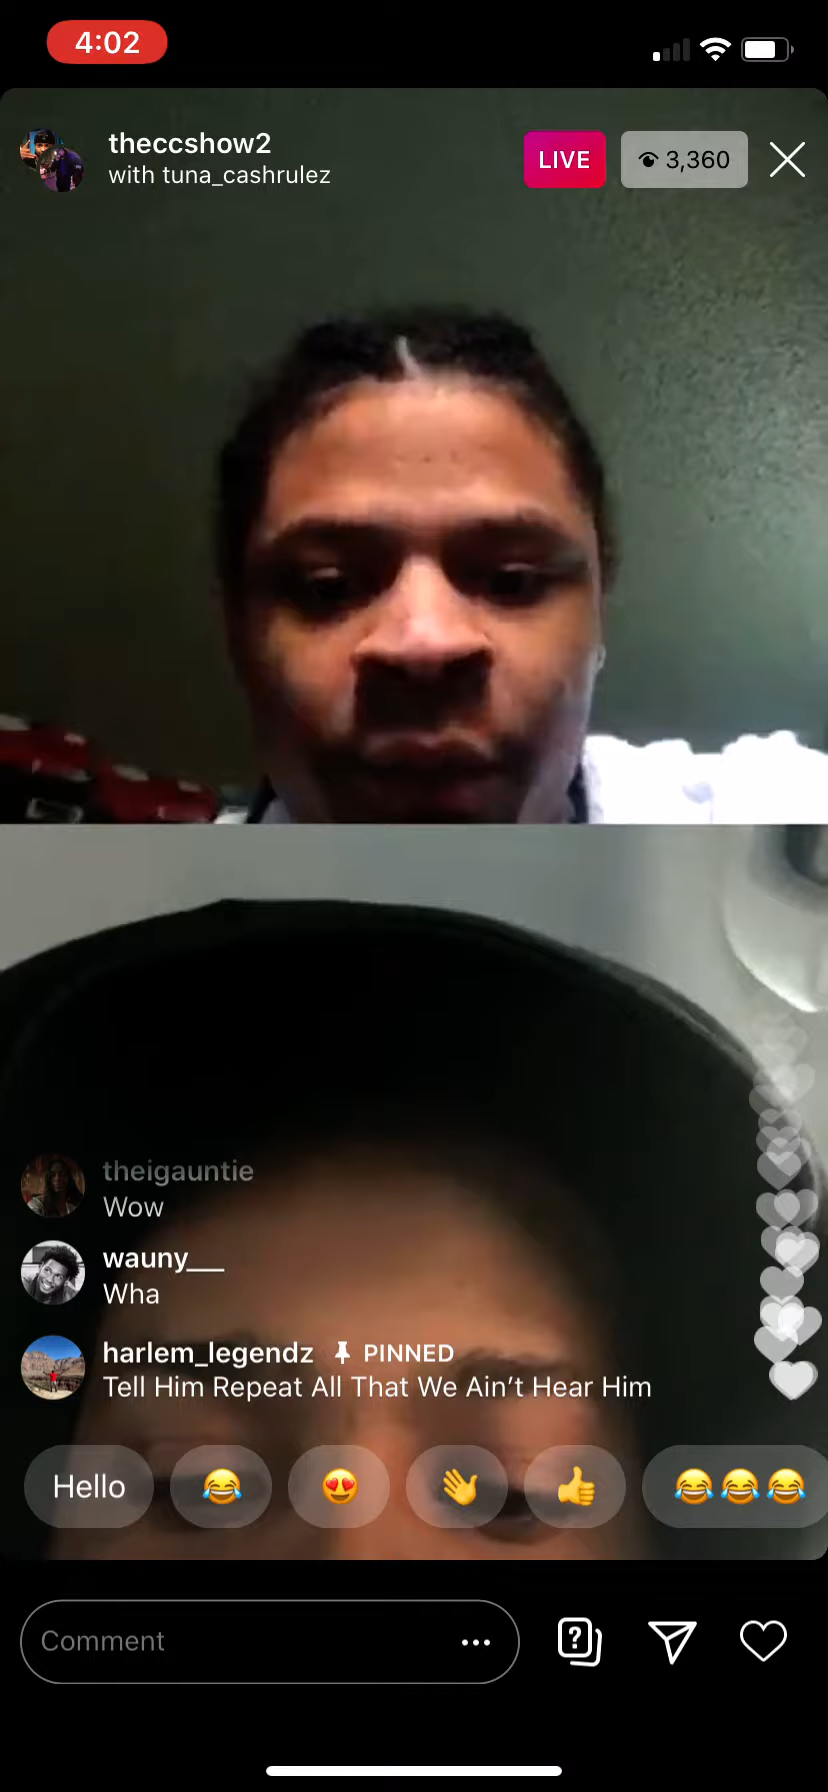 4:02
theccshow2
with tuna_cashrulez
LIVE
3,360
theigauntie
Wow
wauny___
Wha
harlem_legendz PINNED
Tell Him Repeat All That We Ain’t Hear Him
Hello
Comment